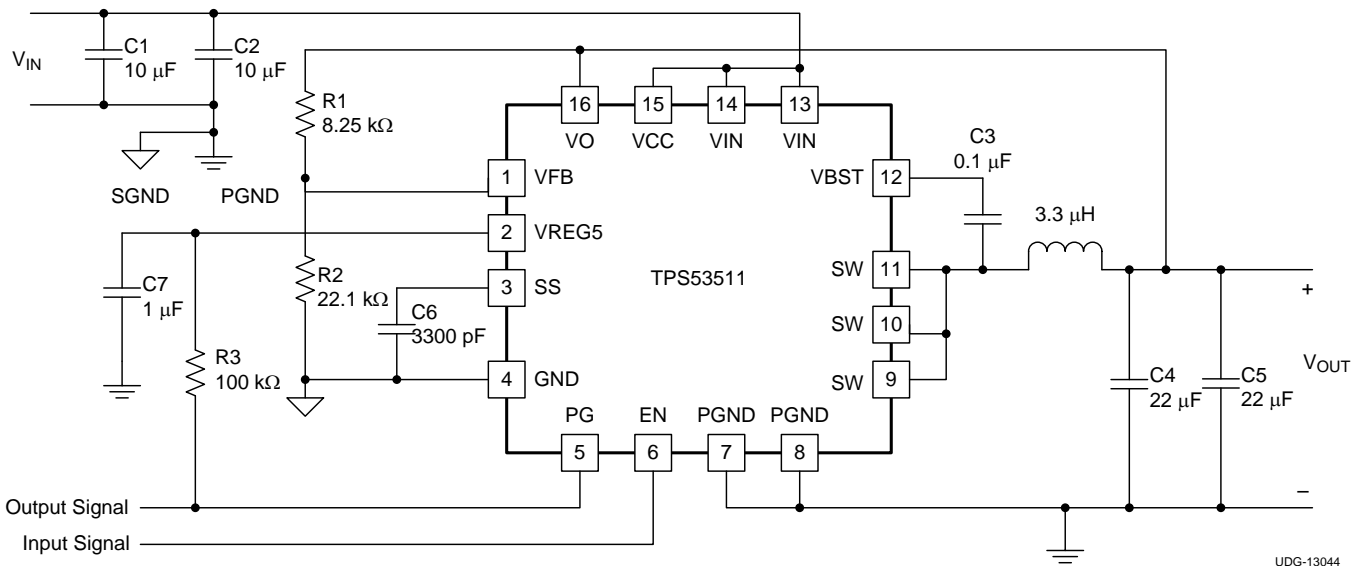 VIN
C1
10 μF
C2
10 μF
SGND
PGND
R1
8.25 kΩ
16
15
14
13
VO
VCC
VIN
VIN
C3
0.1 μF
1
VFB
VBST
12
2
VREG5
3.3 μH
C7
1 μF
R2
22.1 kΩ
3
SS
TPS53511
SW
11
C6
3300 pF
SW
10
+
R3
100 kΩ
4
GND
SW
9
VOUT
C4
22 μF
C5
22 μF
PG
EN
PGND
PGND
5
6
7
8
Output Signal
–
Input Signal
UDG-13044